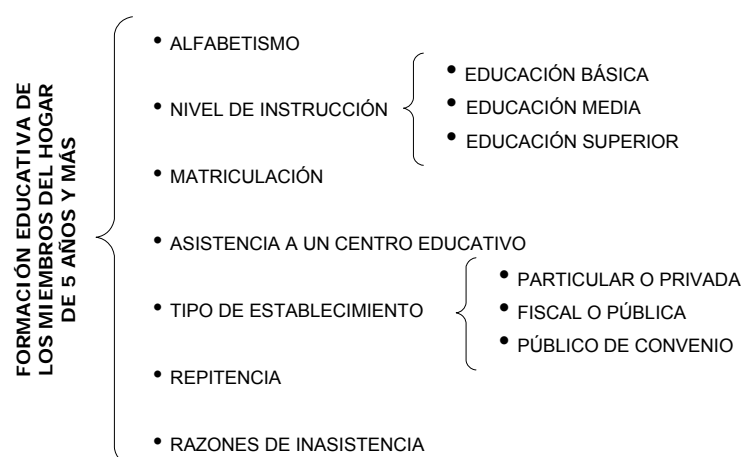 FORMACIÓN EDUCATIVA DE
LOS MIEMBROS DEL HOGAR
DE 5 AÑOS Y MÁS
• ALFABETISMO
• NIVEL DE INSTRUCCIÓN
• EDUCACIÓN BÁSICA
• EDUCACIÓN MEDIA
• EDUCACIÓN SUPERIOR
• MATRICULACIÓN
• ASISTENCIA A UN CENTRO EDUCATIVO
• TIPO DE ESTABLECIMIENTO
• PARTICULAR O PRIVADA
• FISCAL O PÚBLICA
• PÚBLICO DE CONVENIO
• REPITENCIA
• RAZONES DE INASISTENCIA